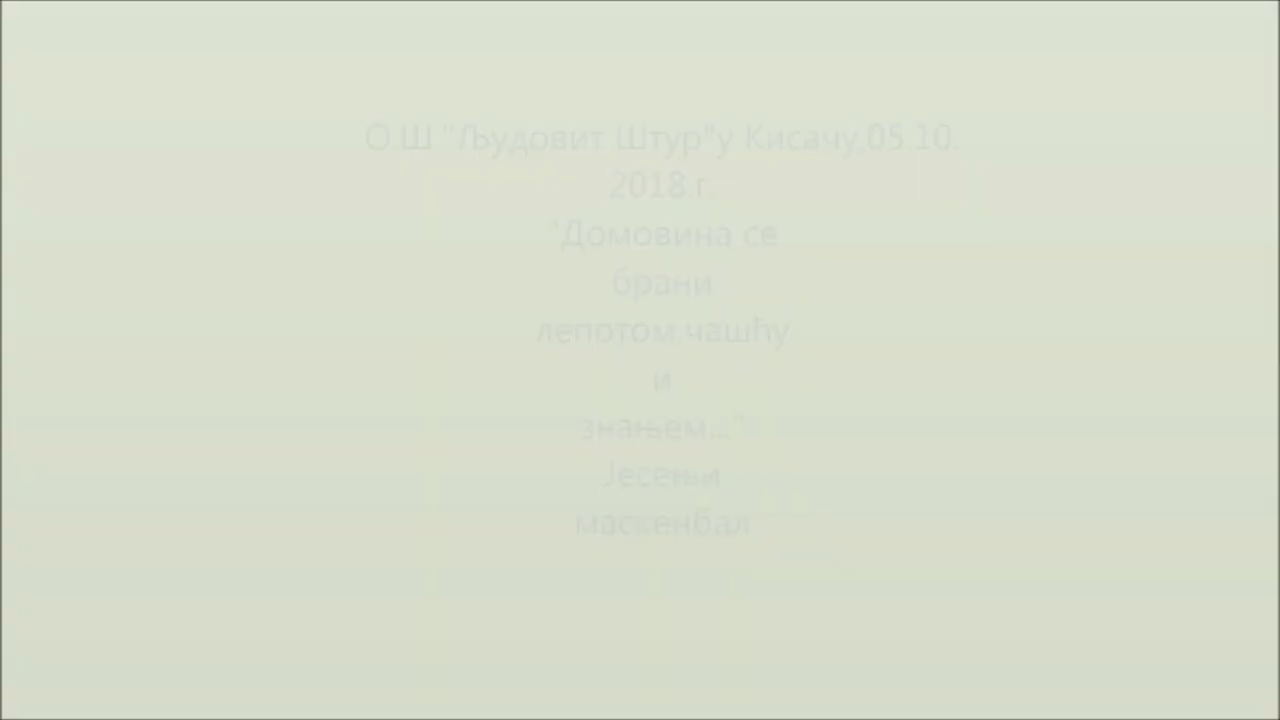 О.Ш "Људовит Штур"у Кисачу,05.10.
2018.г.
"Домовина се
брани
лепотом,чашћу
и
знањем..."
Јесењи
маскенбал